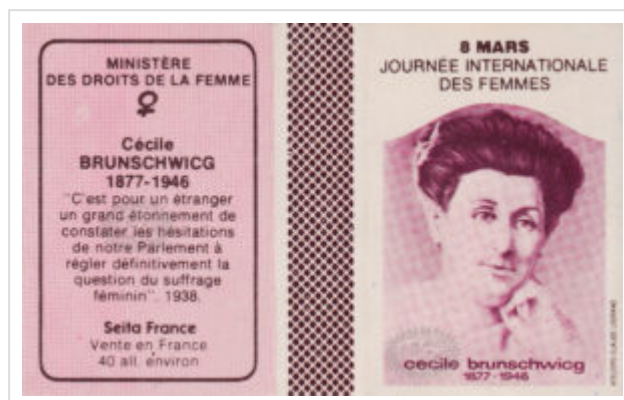 MINISTÈRE
DES DROITS DE LA FEMME
♀
Cécile
BRUNSCHWICG
1877-1946
"C'est pour un étranger
un grand étonnement de
constater les hésitations
de notre Parlement à
régler définitivement la
question du suffrage
féminin". 1938.
Seita France
Vente en France
40 all. environ
8 MARS
JOURNÉE INTERNATIONALE
DES FEMMES
cecile brunschwicg
1877-1946